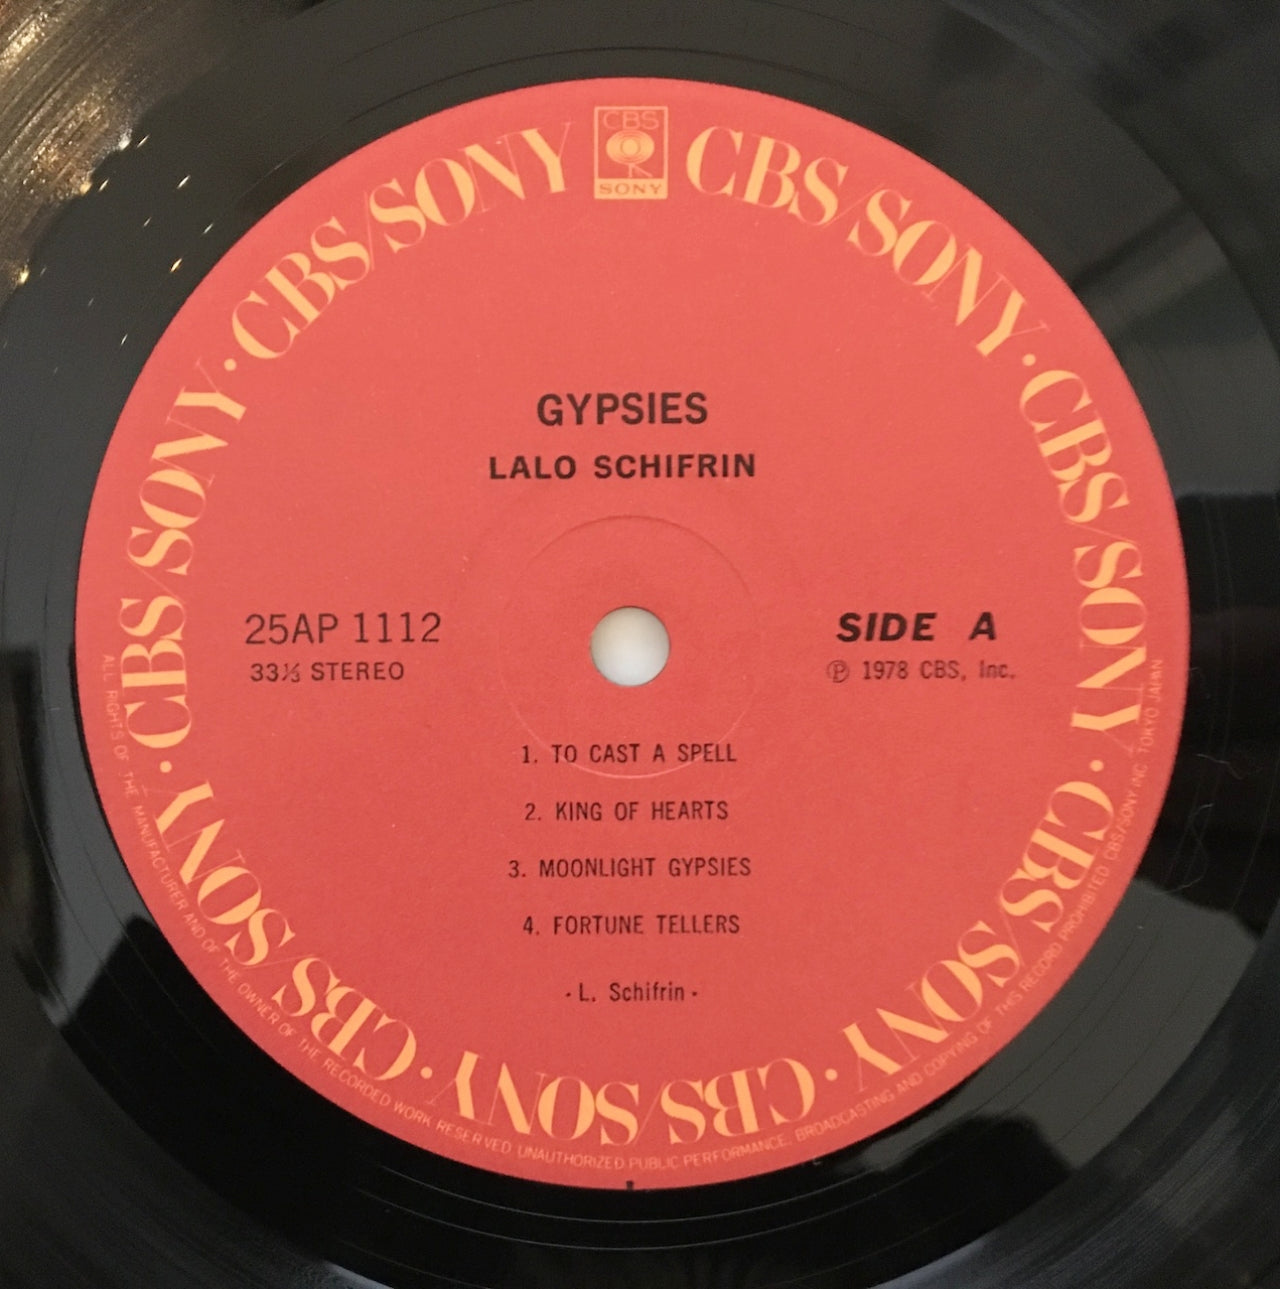 CBS
SONY
CBS/SONY · CBS/SONY · CBS/SONY · CBS/SONY · CBS/SONY · CBS/SONY · CBS/SONY · CBS/SONY
GYPSIES
LALO SCHIFRIN
25AP 1112
33⅓ STEREO
SIDE A
℗ 1978 CBS, Inc.
1. TO CAST A SPELL
2. KING OF HEARTS
3. MOONLIGHT GYPSIES
4. FORTUNE TELLERS
· L. Schifrin ·
ALL RIGHTS OF THE MANUFACTURER AND OF THE OWNER OF THE RECORDED WORK RESERVED UNAUTHORIZED PUBLIC PERFORMANCE, BROADCASTING AND COPYING OF THIS RECORD PROHIBITED CBS/SONY INC. TOKYO JAPAN